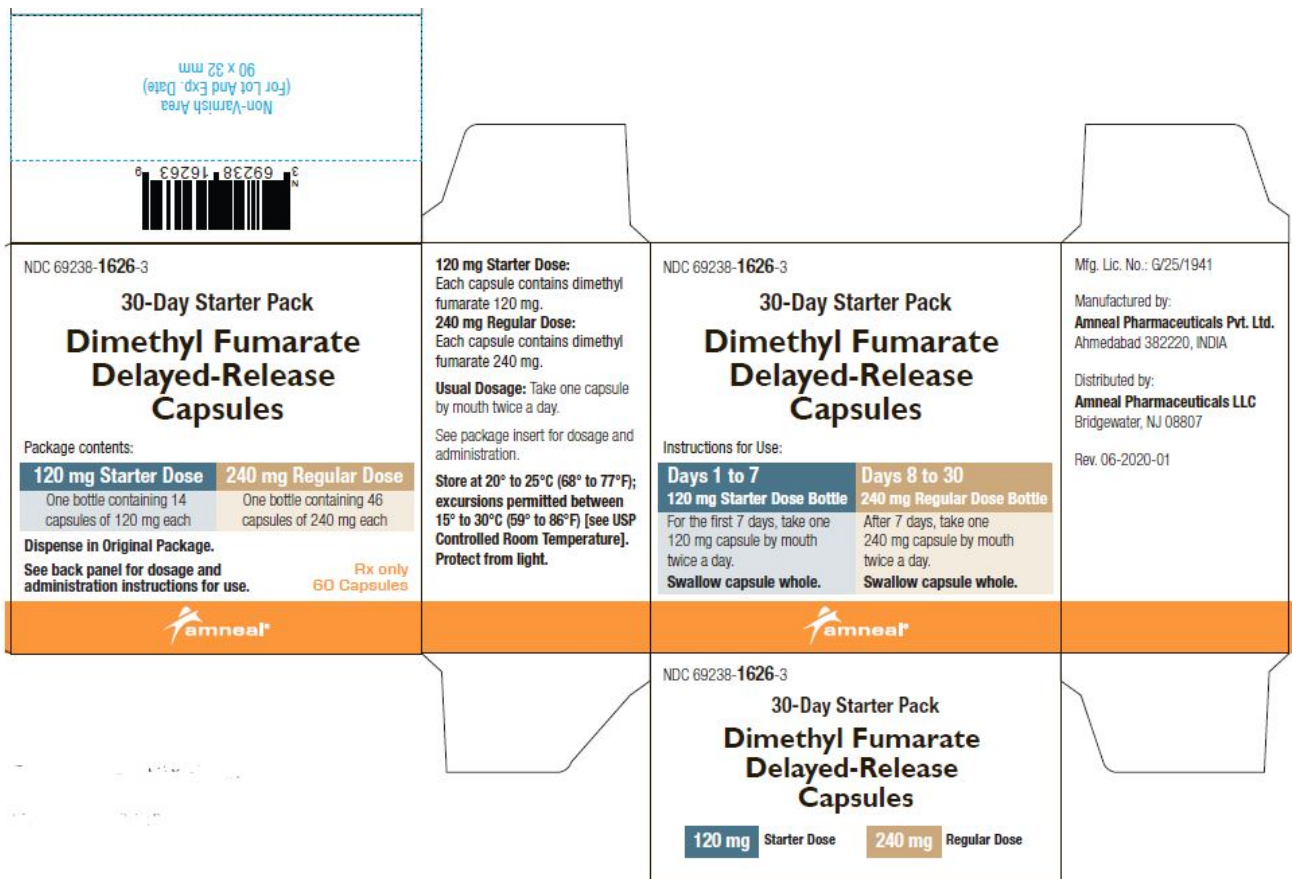 Non-Varnish Area
(For Lot And Exp. Date)
90 x 32 mm
N
3 69238 16263 9
NDC 69238-1626-3
30-Day Starter Pack
Dimethyl Fumarate
Delayed-Release
Capsules
Package contents:
120 mg Starter Dose
One bottle containing 14
capsules of 120 mg each
240 mg Regular Dose
One bottle containing 46
capsules of 240 mg each
Dispense in Original Package.
See back panel for dosage and
administration instructions for use.
Rx only
60 Capsules
amneal®
120 mg Starter Dose:
Each capsule contains dimethyl
fumarate 120 mg.
240 mg Regular Dose:
Each capsule contains dimethyl
fumarate 240 mg.
Usual Dosage: Take one capsule
by mouth twice a day.
See package insert for dosage and
administration.
Store at 20° to 25°C (68° to 77°F);
excursions permitted between
15° to 30°C (59° to 86°F) [see USP
Controlled Room Temperature].
Protect from light.
NDC 69238-1626-3
30-Day Starter Pack
Dimethyl Fumarate
Delayed-Release
Capsules
Instructions for Use:
Days 1 to 7
120 mg Starter Dose Bottle
For the first 7 days, take one
120 mg capsule by mouth
twice a day.
Swallow capsule whole.
Days 8 to 30
240 mg Regular Dose Bottle
After 7 days, take one
240 mg capsule by mouth
twice a day.
Swallow capsule whole.
amneal®
Mfg. Lic. No.: G/25/1941
Manufactured by:
Amneal Pharmaceuticals Pvt. Ltd.
Ahmedabad 382220, INDIA
Distributed by:
Amneal Pharmaceuticals LLC
Bridgewater, NJ 08807
Rev. 06-2020-01
NDC 69238-1626-3
30-Day Starter Pack
Dimethyl Fumarate
Delayed-Release
Capsules
120 mg Starter Dose
240 mg Regular Dose